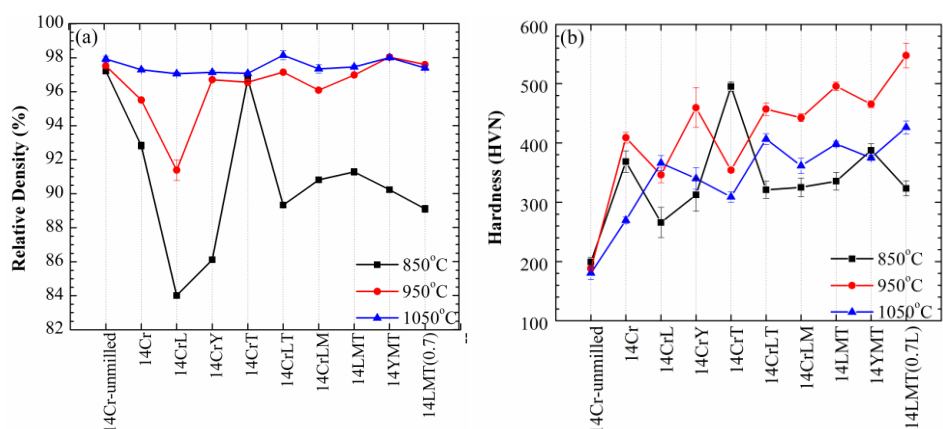 (a)
100
98
96
94
92
90
88
86
84
82
Relative Density (%)
850°C
950°C
1050°C
14Cr-unmilled
14Cr
14CrL
14CrY
14CrT
14CrLT
14CrLM
14LMT
14YMT
14LMT(0.7)
--
(b)
600
500
400
300
200
100
Hardness (HVN)
850°C
950°C
1050°C
14Cr-unmilled
14Cr
14CrL
14CrY
14CrT
14CrLT
14CrLM
14LMT
14YMT
14LMT(0.7L)